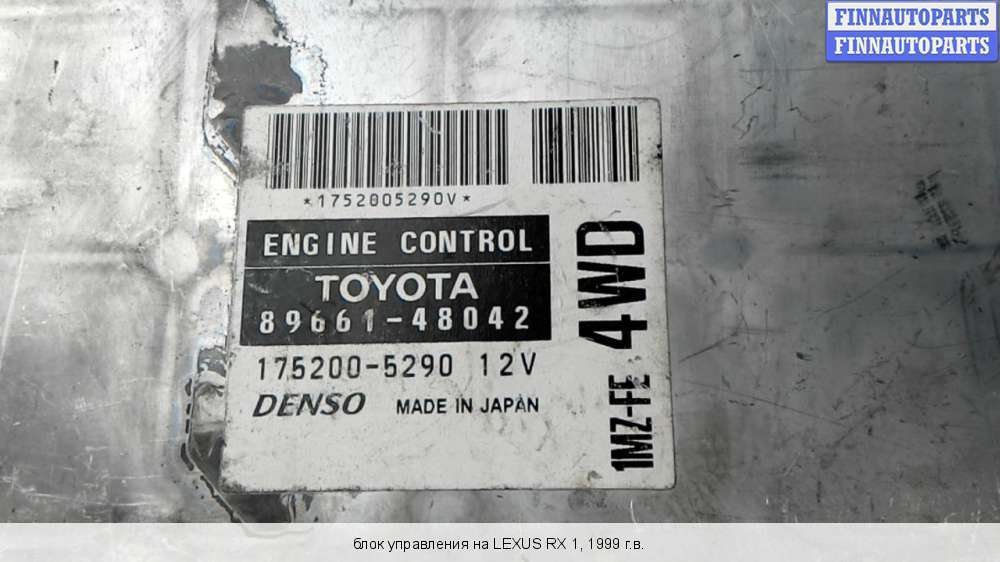 FINNAUTOPARTS
FINNAUTOPARTS
*1752005290V*
ENGINE CONTROL
TOYOTA
89661-48042
175200-5290 12V
DENSO MADE IN JAPAN
1MZ-FE 4WD
блок управления на LEXUS RX 1, 1999 г.в.